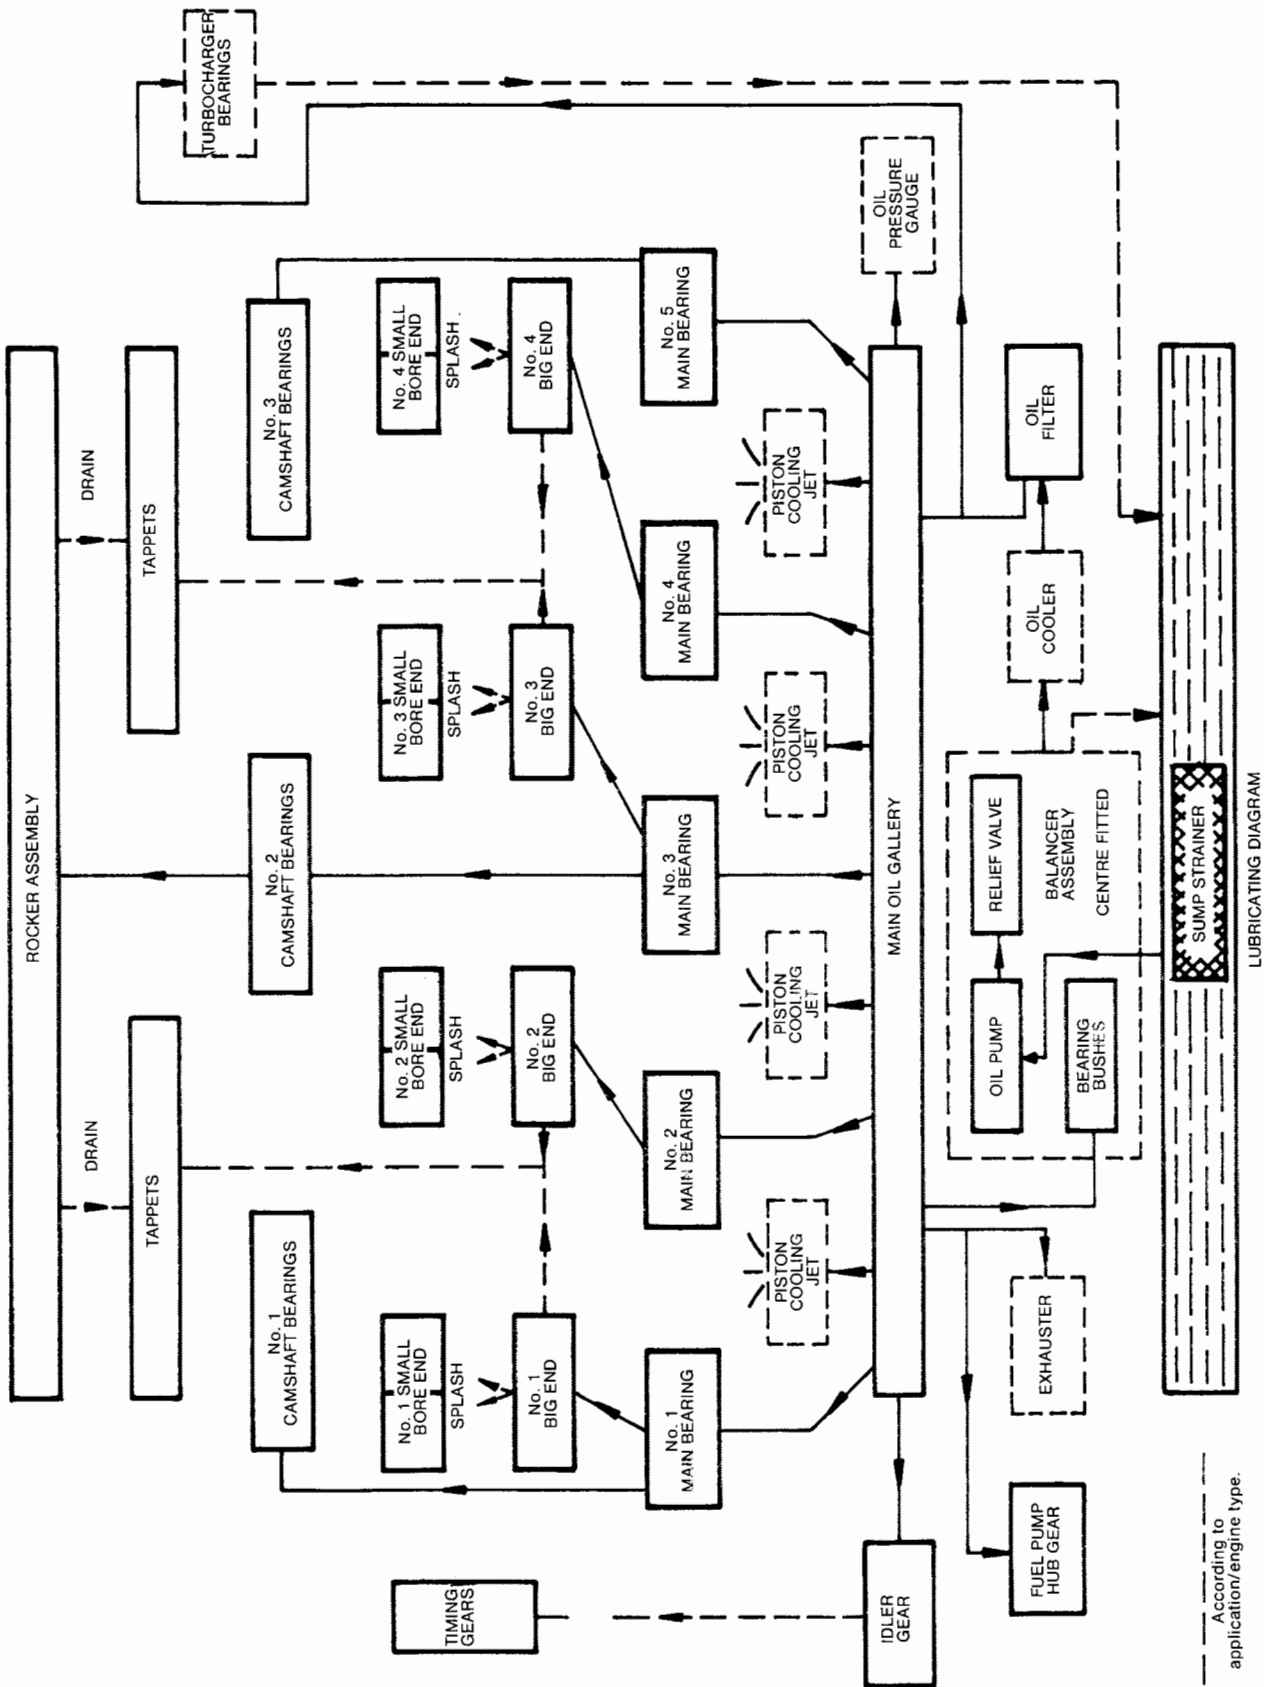 ROCKER ASSEMBLY
DRAIN
DRAIN
TAPPETS
TAPPETS
TURBOCHARGER
BEARINGS
No. 1
CAMSHAFT BEARINGS
No. 2
CAMSHAFT BEARINGS
No. 3
CAMSHAFT BEARINGS
TIMING
GEARS
No. 1 SMALL
BORE END
SPLASH
No. 2 SMALL
BORE END
SPLASH
No. 3 SMALL
BORE END
SPLASH
No. 4 SMALL
BORE END
SPLASH .
No. 1
BIG END
No. 2
BIG END
No. 3
BIG END
No. 4
BIG END
No. 1
MAIN BEARING
No. 2
MAIN BEARING
No. 3
MAIN BEARING
No. 4
MAIN BEARING
No. 5
MAIN BEARING
PISTON
COOLING
JET
PISTON
COOLING
JET
PISTON
COOLING
JET
PISTON
COOLING
JET
IDLER
GEAR
MAIN OIL GALLERY
OIL
PRESSURE
GAUGE
FUEL PUMP
HUB GEAR
EXHAUSTER
OIL PUMP
RELIEF VALVE
BEARING
BUSHES
BALANCER
ASSEMBLY
CENTRE FITTED
OIL
COOLER
OIL
FILTER
SUMP STRAINER
According to
application/engine type.
LUBRICATING DIAGRAM